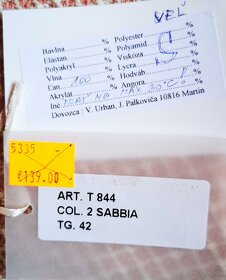 VEĽ
Bavlna % Polyester %
Elastan % Polyamid %
Polyakryl % Viskóza %
Vlna % Lycra %
Ľan 100 % Hodváb %
Akrylát % Angora %
Iné
Dovozca : V. Urban, J. Palkoviča 10816 Martin
5335
€139.00
ART. T 844
COL. 2 SABBIA
TG. 42